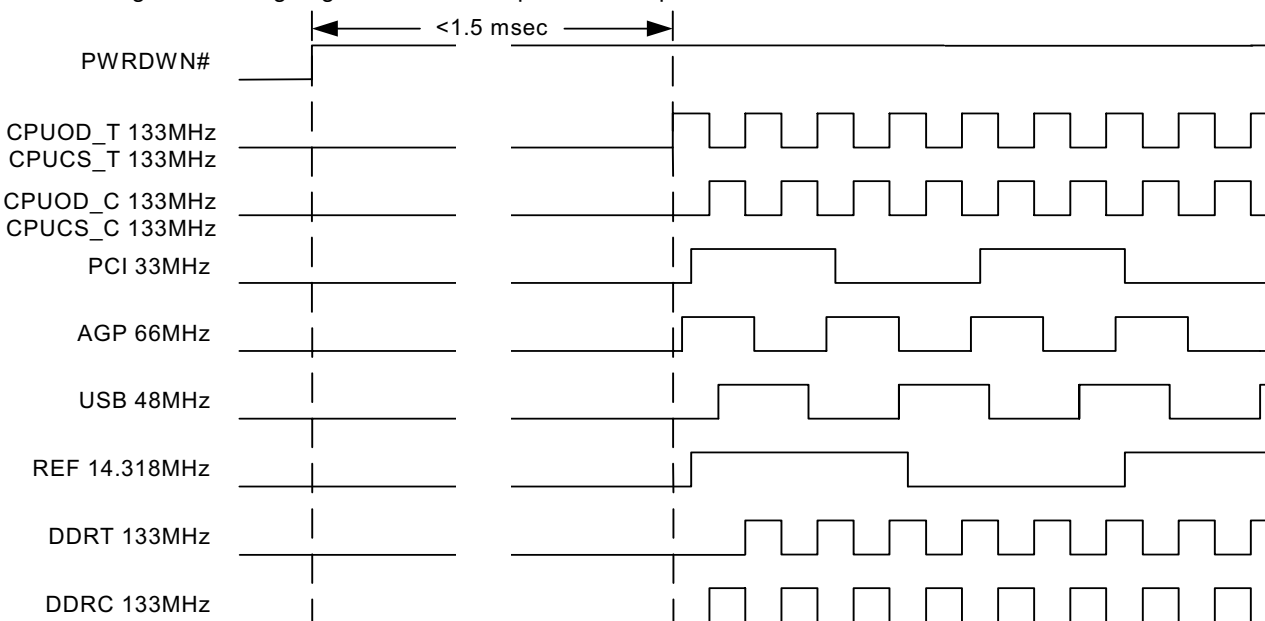 <1.5 msec
PWRDWN#
CPUOD_T 133MHz
CPUCS_T 133MHz
CPUOD_C 133MHz
CPUCS_C 133MHz
PCI 33MHz
AGP 66MHz
USB 48MHz
REF 14.318MHz
DDRT 133MHz
DDRC 133MHz